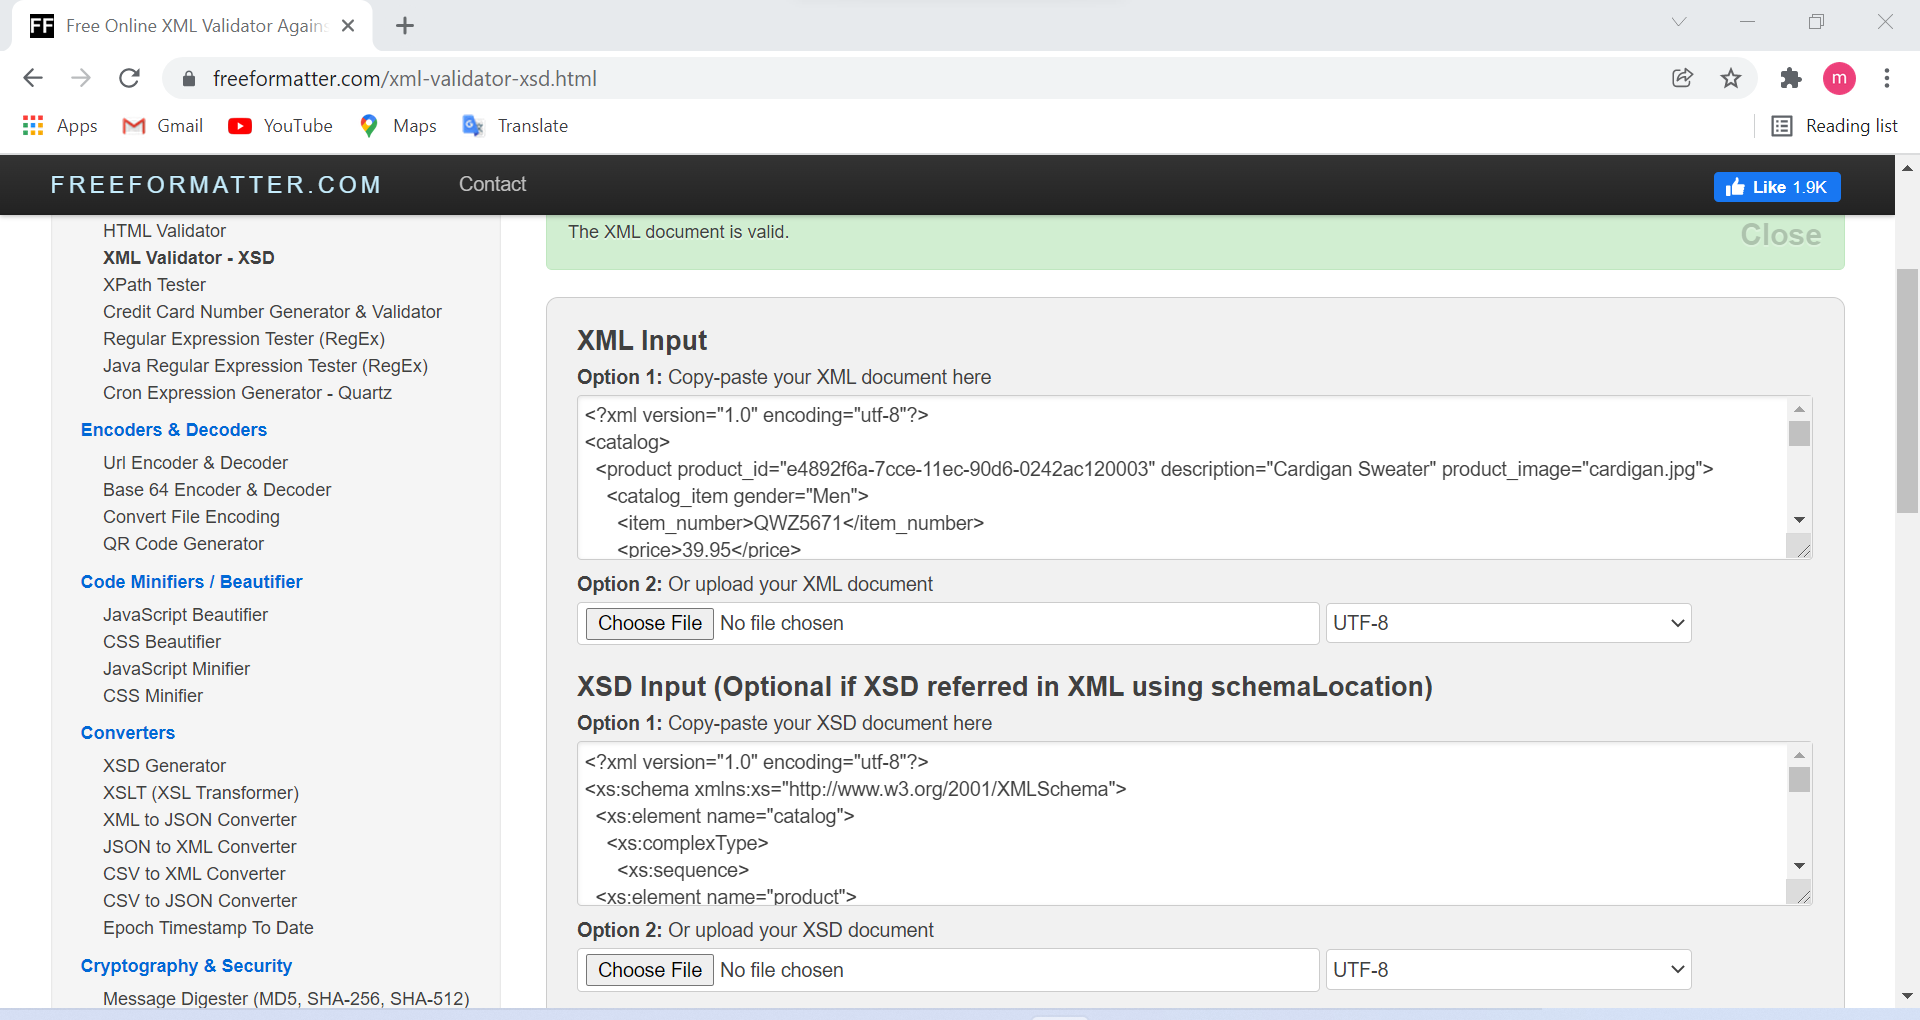 FF Free Online XML Validator Again
freeformatter.com/xml-validator-xsd.html
m
Apps Gmail YouTube Maps Translate Reading list
FREEFORMATTER.COM Contact Like 1.9K
HTML Validator
XML Validator - XSD
XPath Tester
Credit Card Number Generator & Validator
Regular Expression Tester (RegEx)
Java Regular Expression Tester (RegEx)
Cron Expression Generator - Quartz
Encoders & Decoders
Url Encoder & Decoder
Base 64 Encoder & Decoder
Convert File Encoding
QR Code Generator
Code Minifiers / Beautifier
JavaScript Beautifier
CSS Beautifier
JavaScript Minifier
CSS Minifier
Converters
XSD Generator
XSLT (XSL Transformer)
XML to JSON Converter
JSON to XML Converter
CSV to XML Converter
CSV to JSON Converter
Epoch Timestamp To Date
Cryptography & Security
Message Digester (MD5, SHA-256, SHA-512)
The XML document is valid. Close
XML Input
Option 1: Copy-paste your XML document here
<?xml version="1.0" encoding="utf-8"?>
<catalog>
<product product_id="e4892f6a-7cce-11ec-90d6-0242ac120003" description="Cardigan Sweater" product_image="cardigan.jpg">
<catalog_item gender="Men">
<item_number>QWZ5671</item_number>
<price>39.95</price>
Option 2: Or upload your XML document
Choose File No file chosen UTF-8
XSD Input (Optional if XSD referred in XML using schemaLocation)
Option 1: Copy-paste your XSD document here
<?xml version="1.0" encoding="utf-8"?>
<xs:schema xmlns:xs="http://www.w3.org/2001/XMLSchema">
<xs:element name="catalog">
<xs:complexType>
<xs:sequence>
<xs:element name="product">
Option 2: Or upload your XSD document
Choose File No file chosen UTF-8